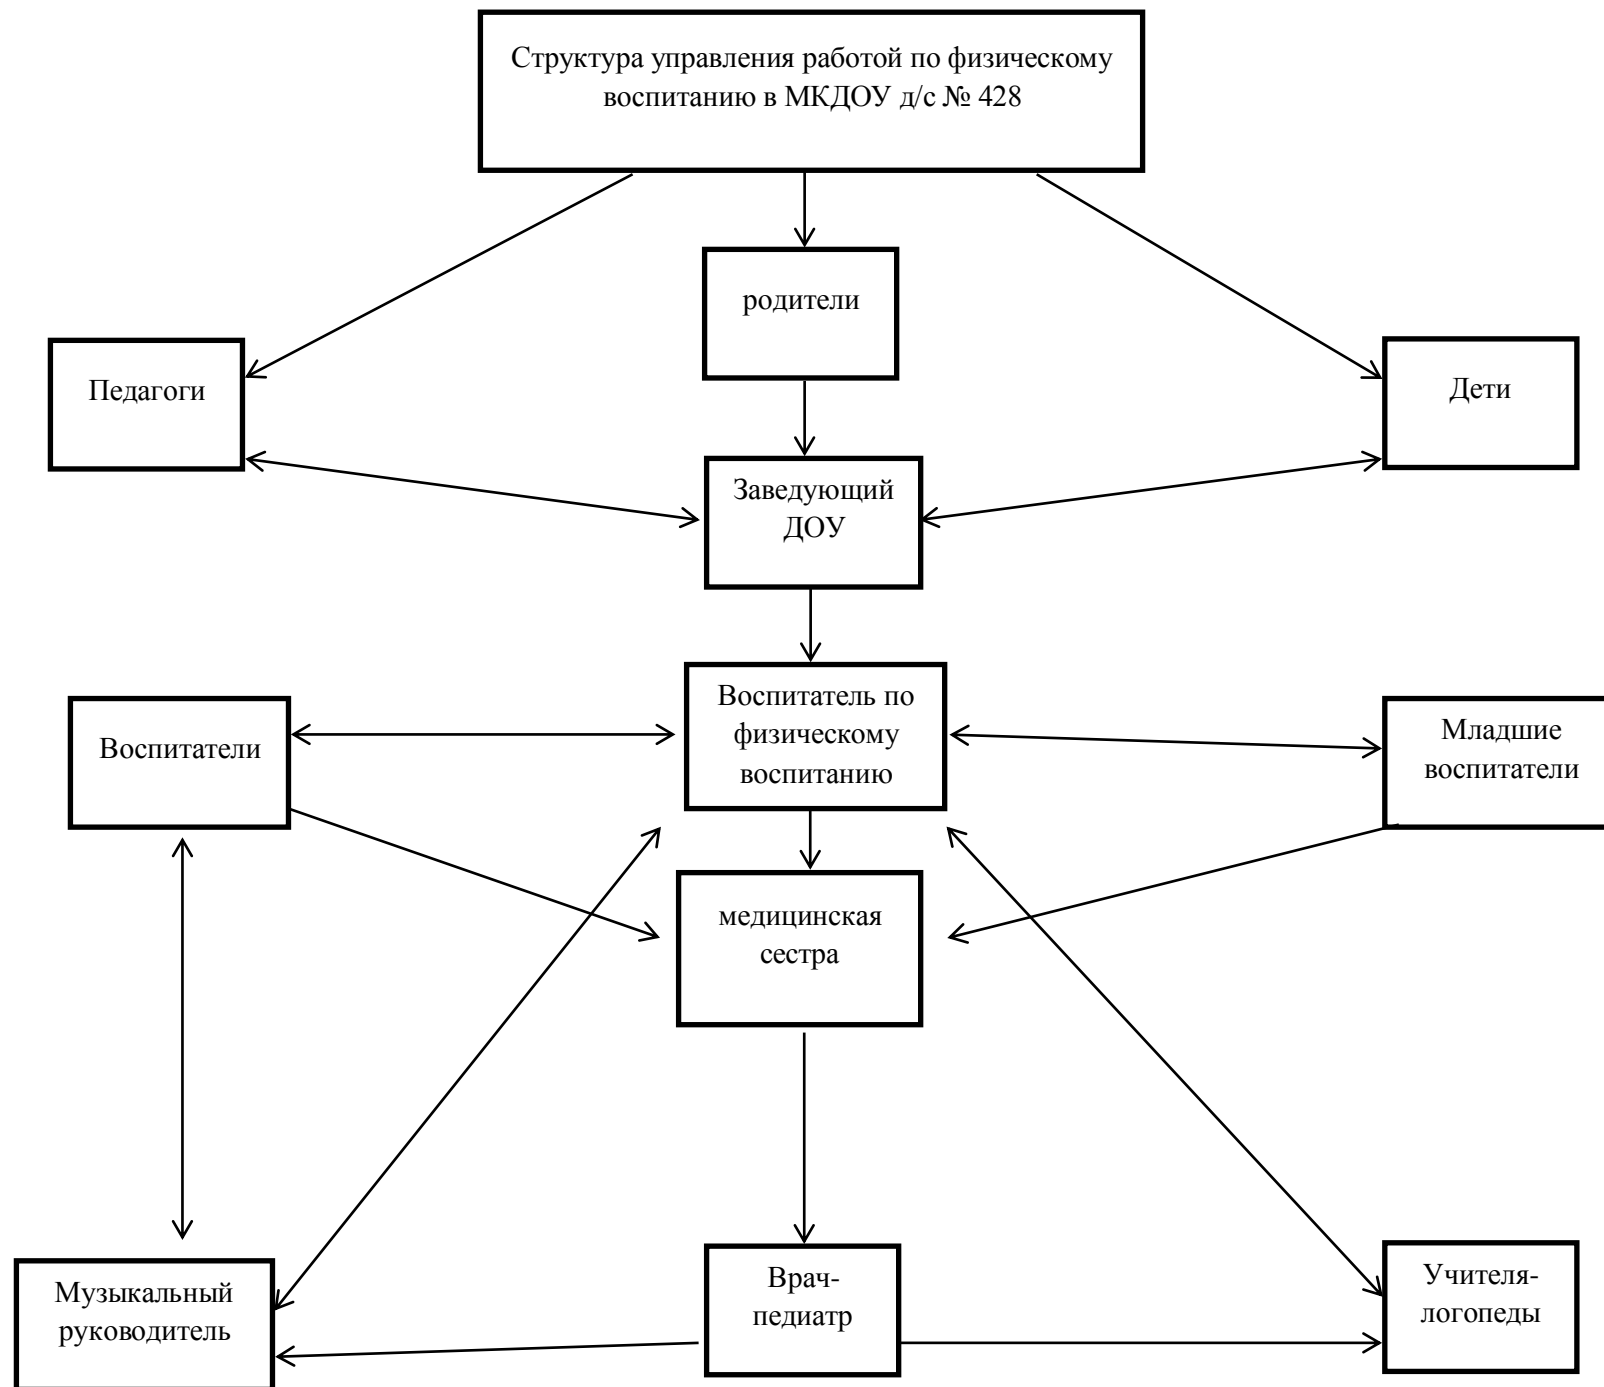 Структура управления работой по физическому
воспитанию в МКДОУ д/с № 428
родители
Педагоги
Дети
Заведующий
ДОУ
Воспитатели
Воспитатель по
физическому
воспитанию
Младшие
воспитатели
медицинская
сестра
Музыкальный
руководитель
Врач-
педиатр
Учителя-
логопеды